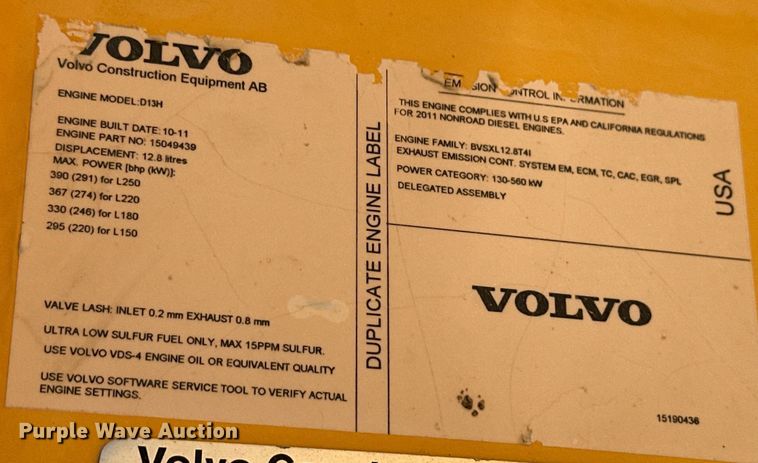 VOLVO
Volvo Construction Equipment AB
ENGINE MODEL:D13H
ENGINE BUILT DATE: 10-11
ENGINE PART NO: 15049439
DISPLACEMENT: 12.8 litres
MAX. POWER [bhp (kW)]:
390 (291) for L250
367 (274) for L220
330 (246) for L180
295 (220) for L150
VALVE LASH: INLET 0.2 mm EXHAUST 0.8 mm
ULTRA LOW SULFUR FUEL ONLY, MAX 15PPM SULFUR.
USE VOLVO VDS-4 ENGINE OIL OR EQUIVALENT QUALITY
USE VOLVO SOFTWARE SERVICE TOOL TO VERIFY ACTUAL
ENGINE SETTINGS.
DUPLICATE ENGINE LABEL
THIS ENGINE COMPLIES WITH U.S EPA AND CALIFORNIA REGULATIONS
FOR 2011 NONROAD DIESEL ENGINES.
ENGINE FAMILY: BVSXL12.8T4I
EXHAUST EMISSION CONT. SYSTEM EM, ECM, TC, CAC, EGR, SPL
POWER CATEGORY: 130-560 kW
DELEGATED ASSEMBLY
USA
VOLVO
15190436
Purple Wave Auction
Volvo